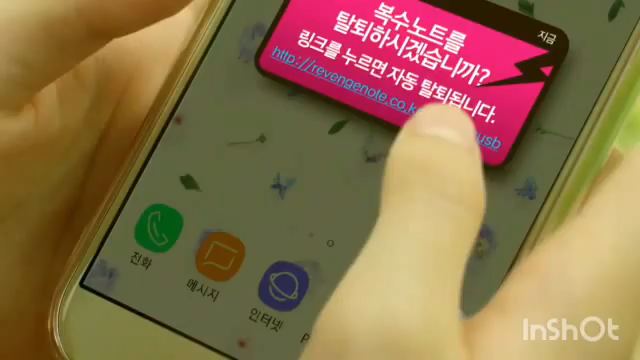 지금
복수노트를
탈퇴하시겠습니까?
링크를 누르면 자동 탈퇴됩니다.
http://revengenote.co.k usb
전화
메시지
인터넷
P
InShOt